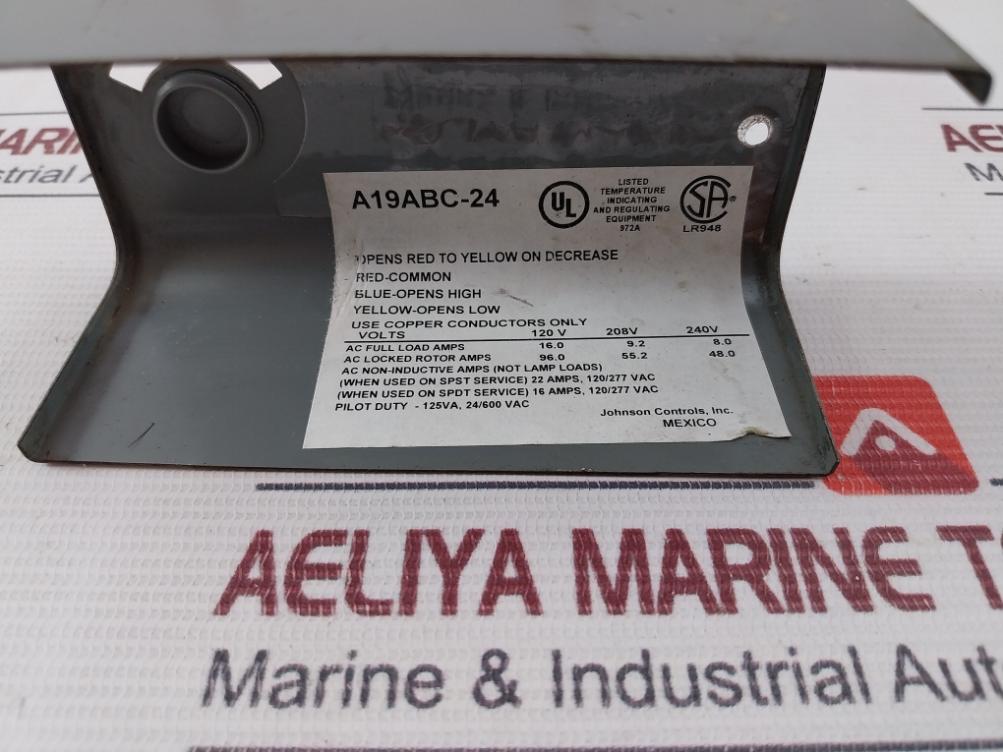 A19ABC-24
UL
LISTED
TEMPERATURE
INDICATING
AND REGULATING
EQUIPMENT
972A
SA®
LR948
OPENS RED TO YELLOW ON DECREASE
RED-COMMON
BLUE-OPENS HIGH
YELLOW-OPENS LOW
USE COPPER CONDUCTORS ONLY
VOLTS 120 V 208V 240V
AC FULL LOAD AMPS 16.0 9.2 8.0
AC LOCKED ROTOR AMPS 96.0 55.2 48.0
AC NON-INDUCTIVE AMPS (NOT LAMP LOADS)
(WHEN USED ON SPST SERVICE) 22 AMPS, 120/277 VAC
(WHEN USED ON SPDT SERVICE) 16 AMPS, 120/277 VAC
PILOT DUTY - 125VA, 24/600 VAC
Johnson Controls, Inc.
MEXICO
AELIYA MARINE
Marine & Industrial